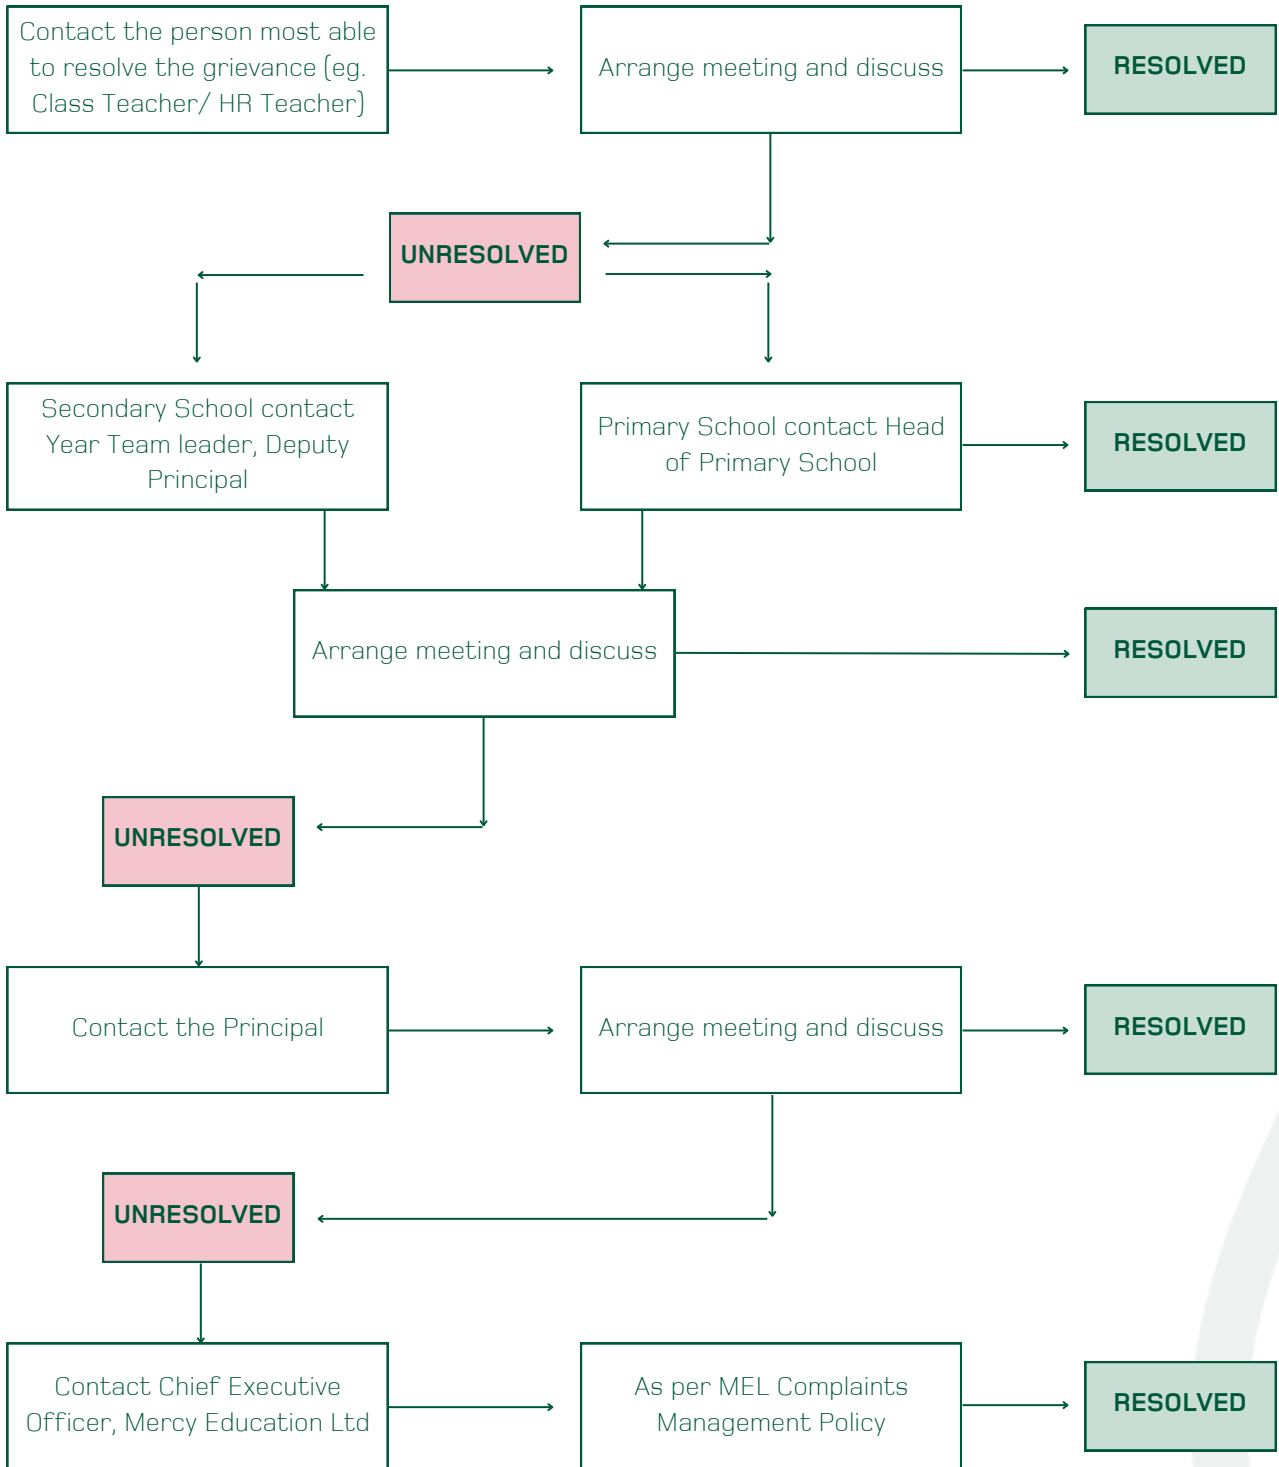 Contact the person most able
to resolve the grievance (eg.
Class Teacher/ HR Teacher)
Arrange meeting and discuss
RESOLVED
UNRESOLVED
Secondary School contact
Year Team leader, Deputy
Principal
Primary School contact Head
of Primary School
RESOLVED
Arrange meeting and discuss
RESOLVED
UNRESOLVED
Contact the Principal
Arrange meeting and discuss
RESOLVED
UNRESOLVED
Contact Chief Executive
Officer, Mercy Education Ltd
As per MEL Complaints
Management Policy
RESOLVED